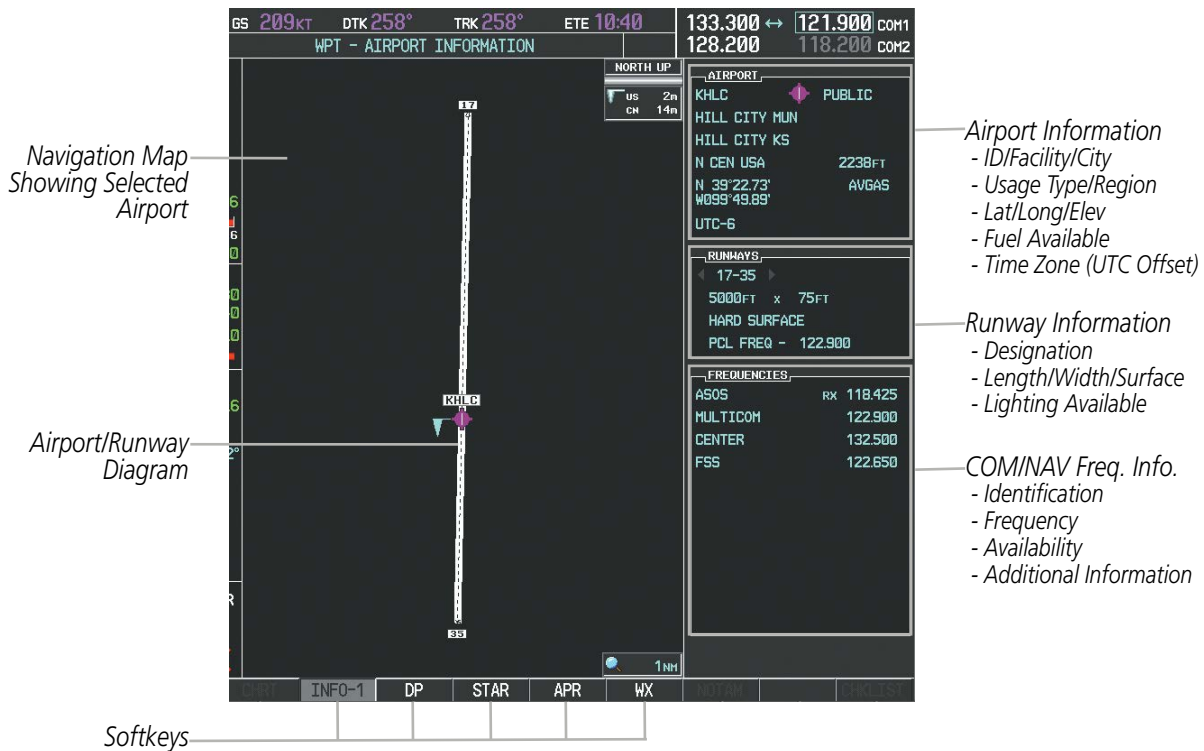 GS 209KT DTK 258° TRK 258° ETE 10:40
133.300 ↔ 121.900 COM1
WPT - AIRPORT INFORMATION
128.200 118.200 COM2
NORTH UP
US 2m
CN 14m
17
KHLC
35
1NM
AIRPORT
KHLC PUBLIC
HILL CITY MUN
HILL CITY KS
N CEN USA 2238FT
N 39°22.73' AVGAS
W099°49.89'
UTC-6
RUNWAYS
17-35
5000FT x 75FT
HARD SURFACE
PCL FREQ - 122.900
FREQUENCIES
ASOS RX 118.425
MULTICOM 122.900
CENTER 132.500
FSS 122.650
CHRT INFO-1 DP STAR APR WX NOTAM CHKLIST
Navigation Map
Showing Selected
Airport
Airport/Runway
Diagram
Softkeys
Airport Information
- ID/Facility/City
- Usage Type/Region
- Lat/Long/Elev
- Fuel Available
- Time Zone (UTC Offset)
Runway Information
- Designation
- Length/Width/Surface
- Lighting Available
COM/NAV Freq. Info.
- Identification
- Frequency
- Availability
- Additional Information